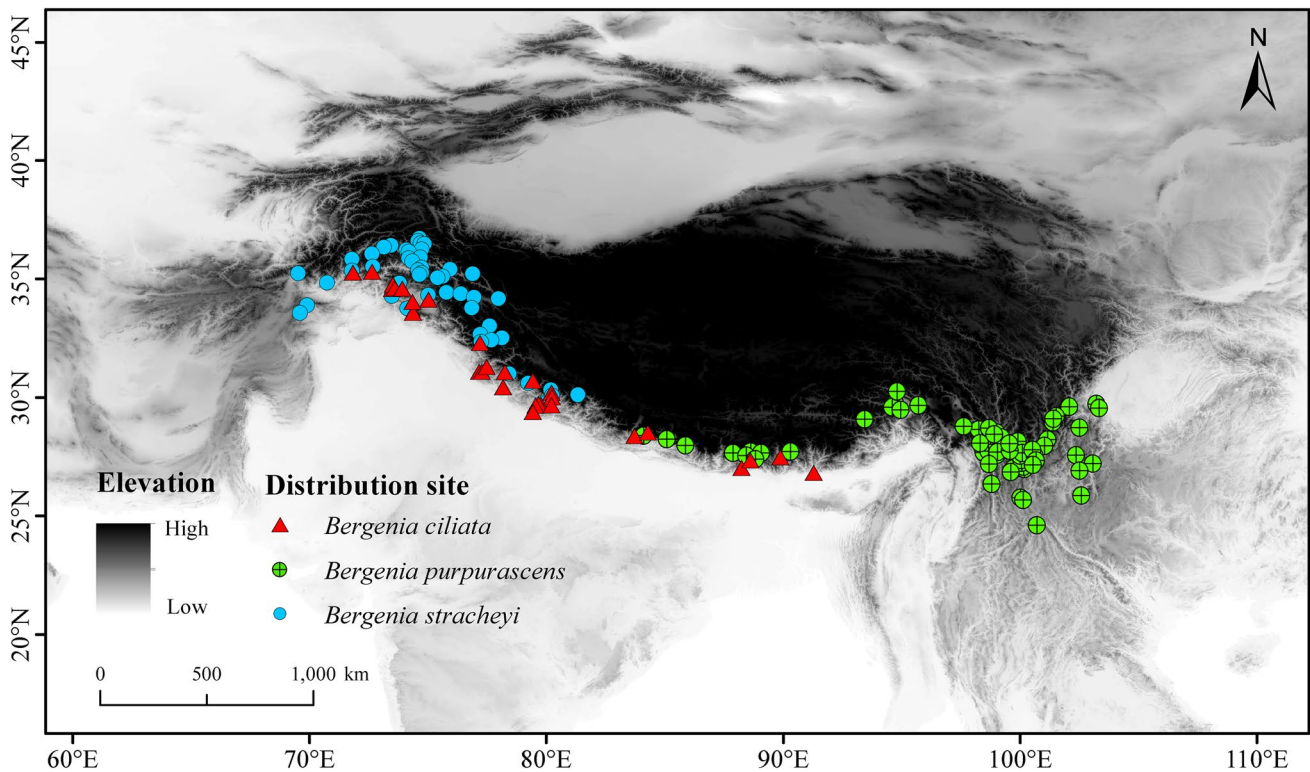 45°N
40°N
35°N
30°N
25°N
20°N
N
Elevation
High
Low
Distribution site
Bergenia ciliata
Bergenia purpurascens
Bergenia stracheyi
0 500 1,000 km
60°E 70°E 80°E 90°E 100°E 110°E